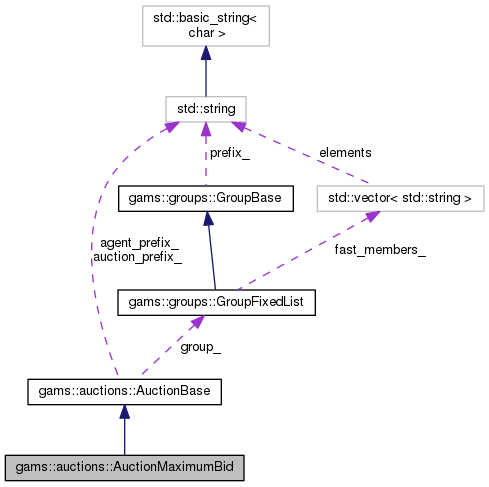 std::basic_string<
char >
std::string
prefix_
elements
gams::groups::GroupBase
std::vector< std::string >
agent_prefix_
auction_prefix_
fast_members_
gams::groups::GroupFixedList
group_
gams::auctions::AuctionBase
gams::auctions::AuctionMaximumBid